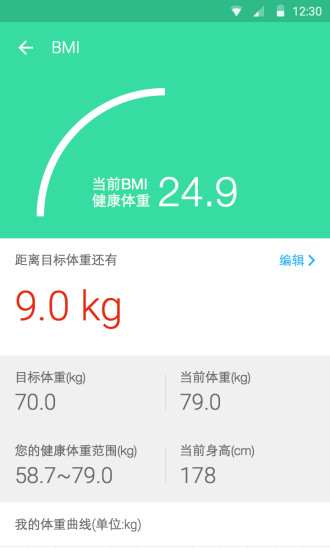 12:30
BMI
当前BMI
健康体重
24.9
距离目标体重还有
编辑
9.0 kg
目标体重(kg)
当前体重(kg)
70.0
79.0
您的健康体重范围(kg)
当前身高(cm)
58.7~79.0
178
我的体重曲线(单位:kg)